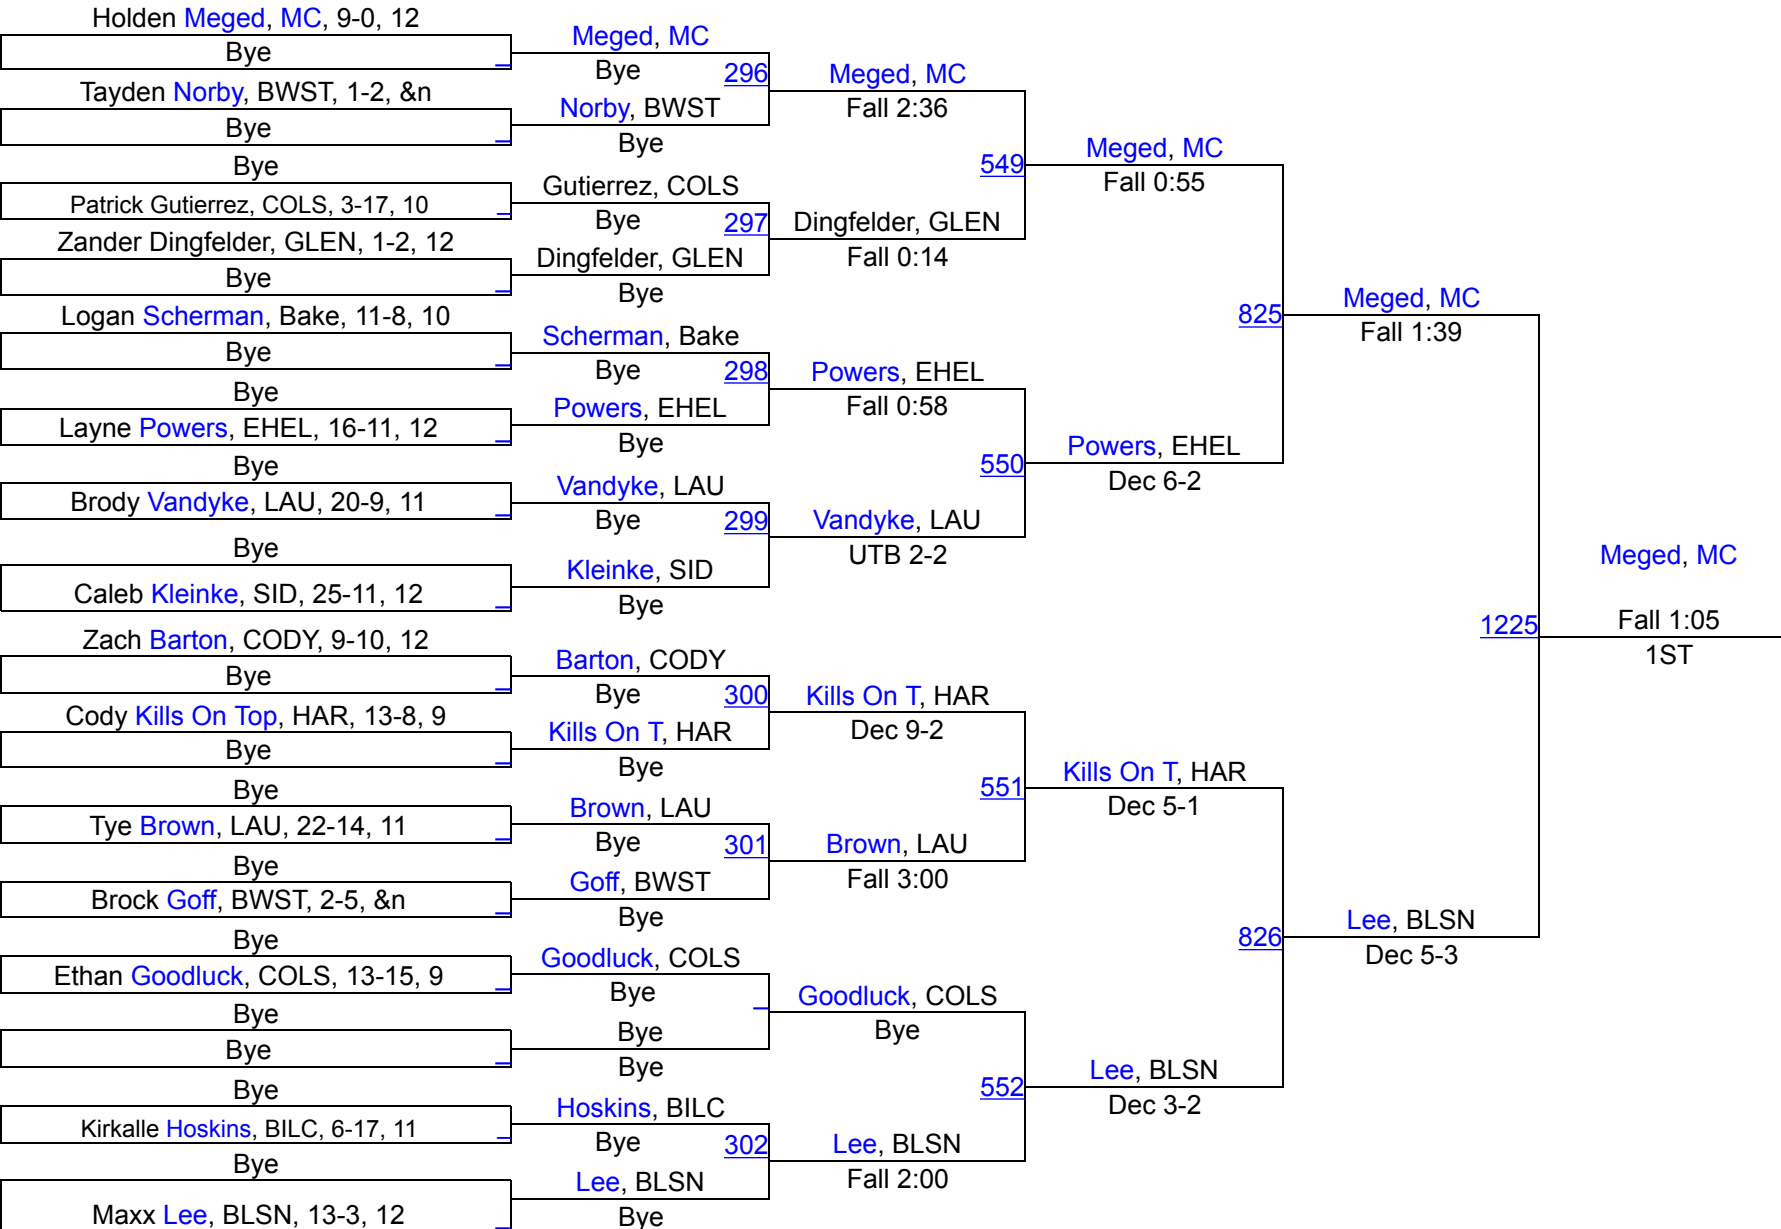 Holden Meged, MC, 9-0, 12
Bye
Tayden Norby, BWST, 1-2, &n
Bye
Bye
Patrick Gutierrez, COLS, 3-17, 10
Zander Dingfelder, GLEN, 1-2, 12
Bye
Logan Scherman, Bake, 11-8, 10
Bye
Bye
Layne Powers, EHEL, 16-11, 12
Bye
Brody Vandyke, LAU, 20-9, 11
Bye
Caleb Kleinke, SID, 25-11, 12
Zach Barton, CODY, 9-10, 12
Bye
Cody Kills On Top, HAR, 13-8, 9
Bye
Bye
Tye Brown, LAU, 22-14, 11
Bye
Brock Goff, BWST, 2-5, &n
Bye
Ethan Goodluck, COLS, 13-15, 9
Bye
Bye
Bye
Kirkalle Hoskins, BILC, 6-17, 11
Bye
Maxx Lee, BLSN, 13-3, 12
Meged, MC
Bye
296
Norby, BWST
Bye
Gutierrez, COLS
Bye
297
Dingfelder, GLEN
Bye
Scherman, Bake
Bye
298
Powers, EHEL
Bye
Vandyke, LAU
Bye
299
Kleinke, SID
Bye
Barton, CODY
Bye
300
Kills On T, HAR
Bye
Brown, LAU
Bye
301
Goff, BWST
Bye
Goodluck, COLS
Bye
Bye
Bye
Hoskins, BILC
Bye
302
Lee, BLSN
Bye
Meged, MC
Fall 2:36
549
Dingfelder, GLEN
Fall 0:14
Powers, EHEL
Fall 0:58
550
Vandyke, LAU
UTB 2-2
Kills On T, HAR
Dec 9-2
551
Brown, LAU
Fall 3:00
Goodluck, COLS
Bye
552
Lee, BLSN
Fall 2:00
Meged, MC
Fall 0:55
825
Powers, EHEL
Dec 6-2
Kills On T, HAR
Dec 5-1
826
Lee, BLSN
Dec 3-2
Meged, MC
Fall 1:39
1225
Lee, BLSN
Dec 5-3
Meged, MC
Fall 1:05
1ST